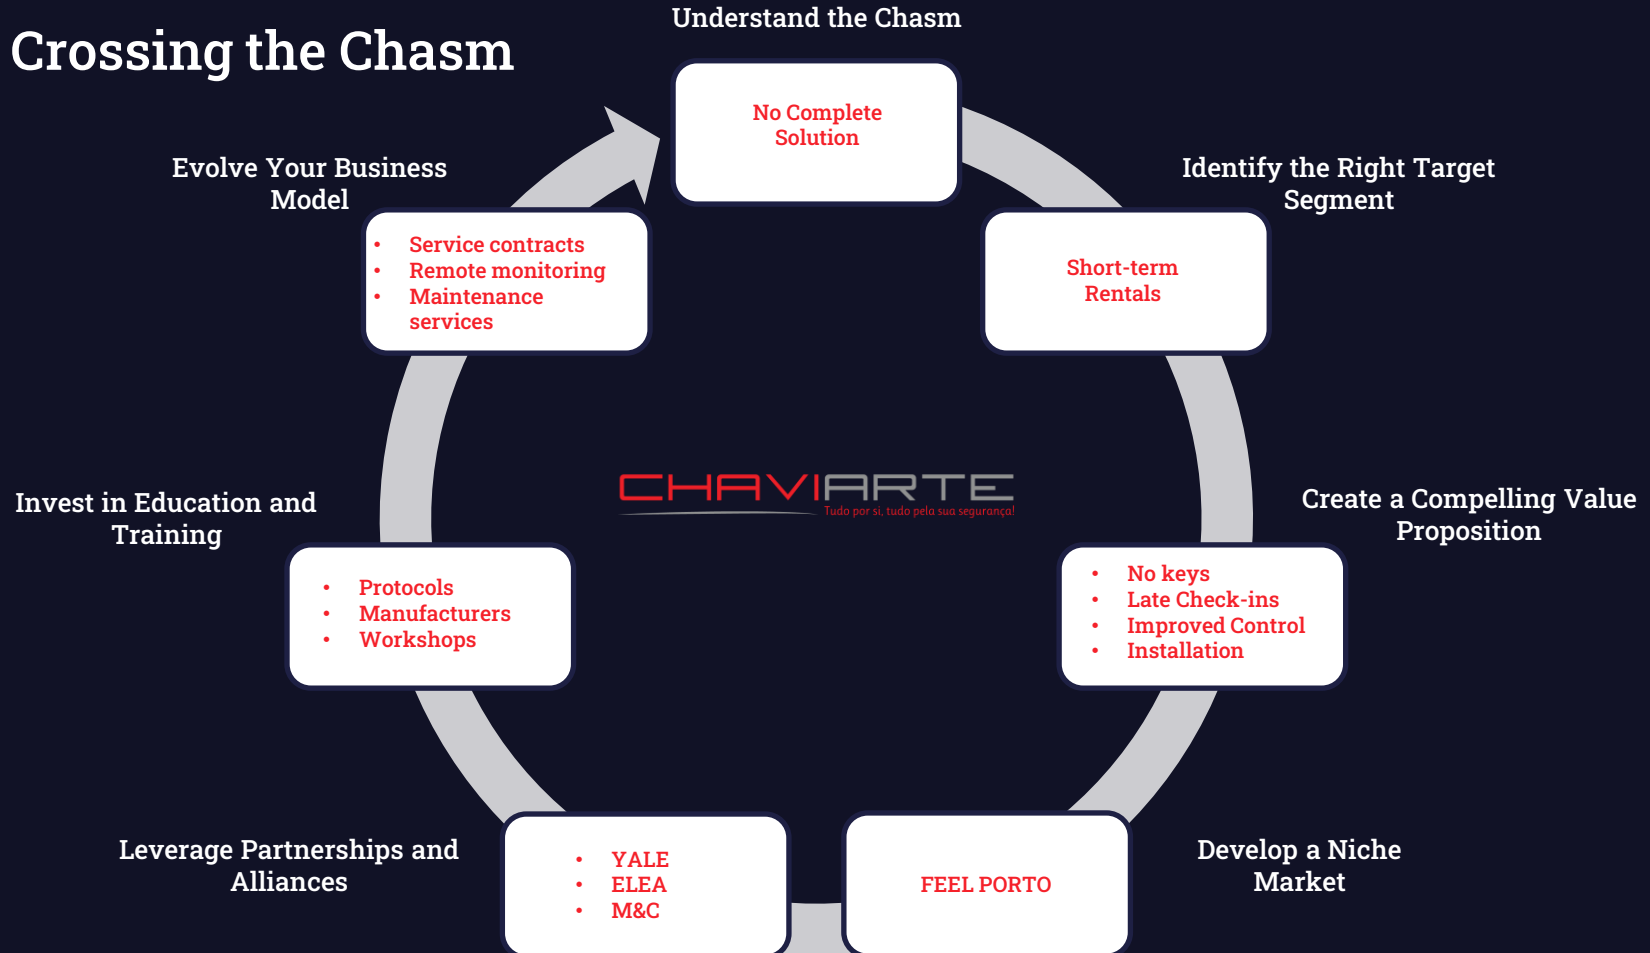 Crossing the Chasm
Understand the Chasm
No Complete
Solution
Identify the Right Target
Segment
Short-term
Rentals
Create a Compelling Value
Proposition
• No keys
• Late Check-ins
• Improved Control
• Installation
Develop a Niche
Market
FEEL PORTO
Leverage Partnerships and
Alliances
• YALE
• ELEA
• M&C
Invest in Education and
Training
• Protocols
• Manufacturers
• Workshops
Evolve Your Business
Model
• Service contracts
• Remote monitoring
• Maintenance
services
CHAVIARTE
Tudo por si, tudo pela sua segurança!